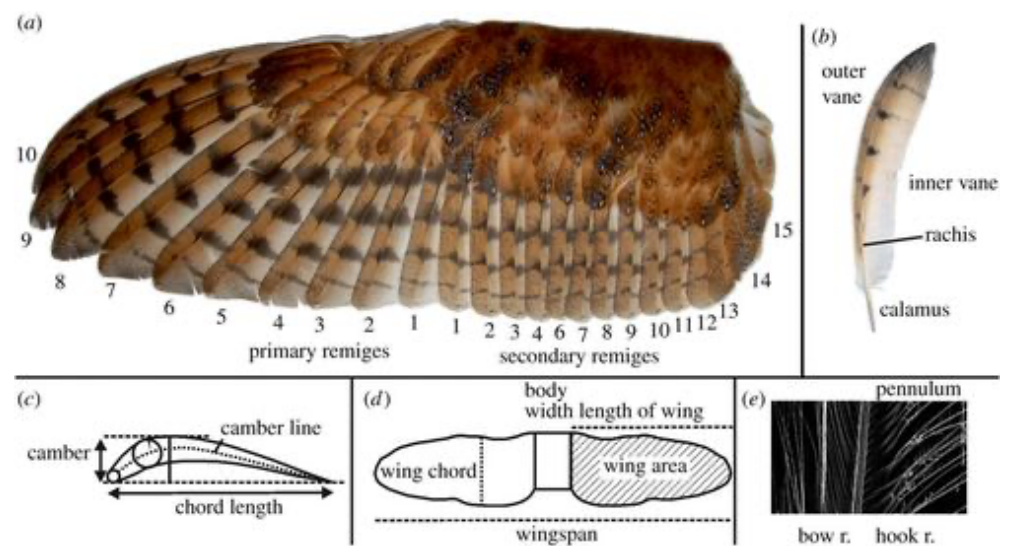 (a)
10
9
8
7
6
5
4
3
2
1
1
2
3
4
6
7
8
9
10
11
12
13
14
15
primary remiges
secondary remiges
(b)
outer
vane
inner vane
rachis
calamus
(c)
camber
camber line
chord length
(d)
body
width length of wing
wing chord
wing area
wingspan
(e)
pennulum
bow r.
hook r.